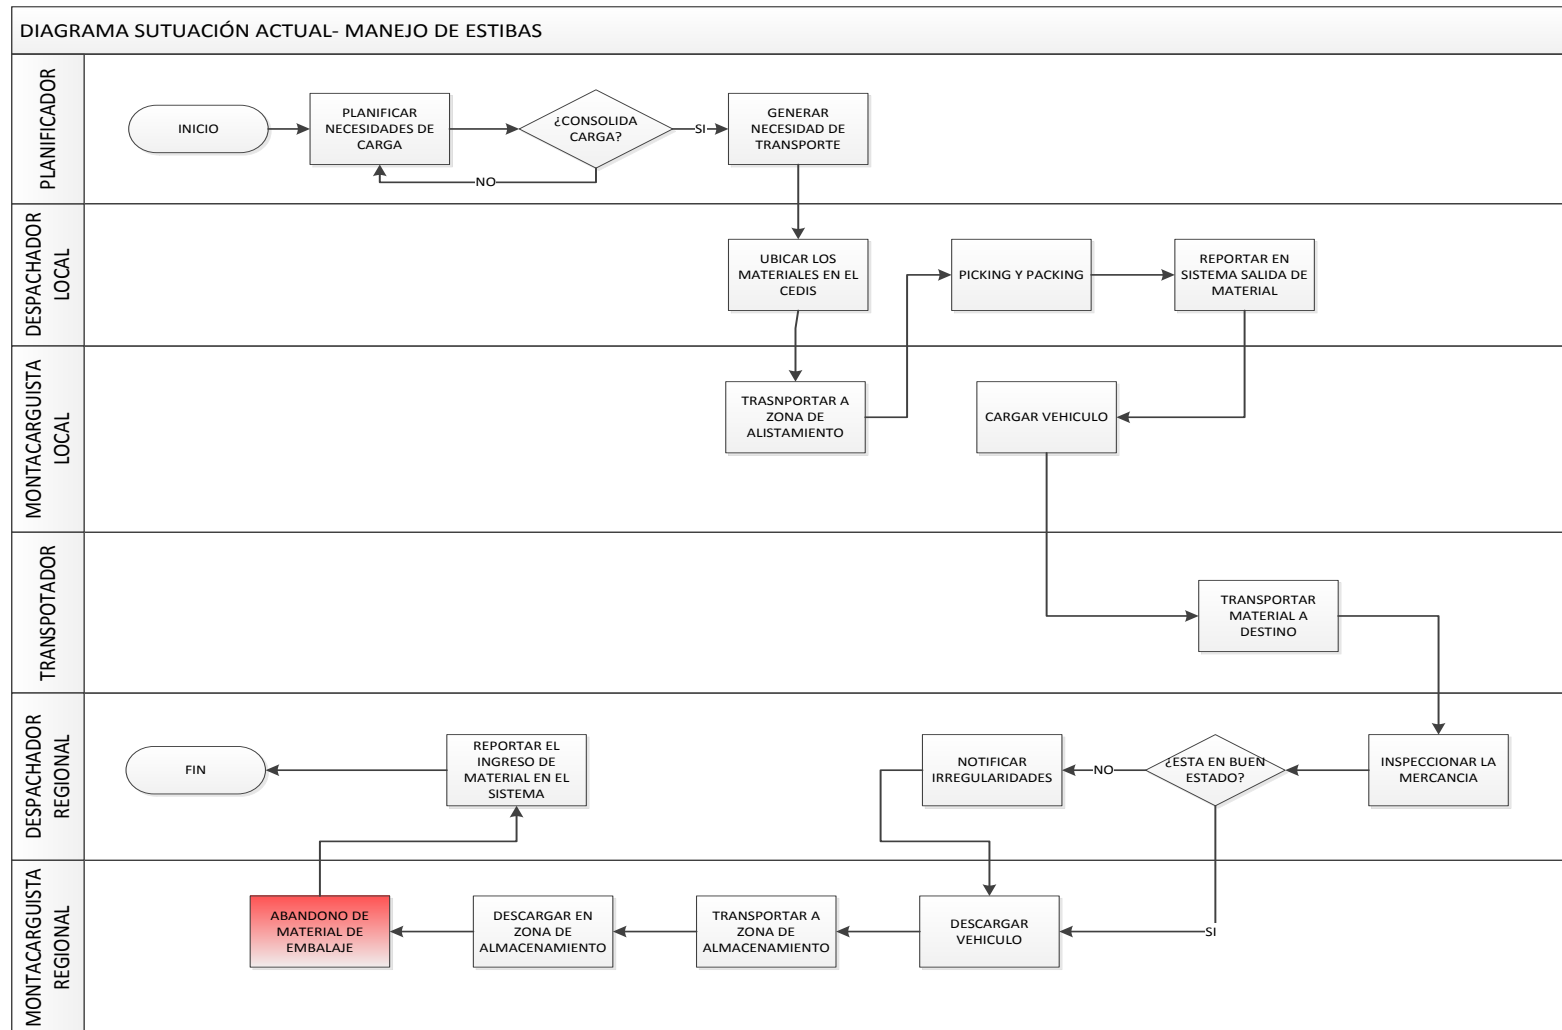 DIAGRAMA SUTUACIÓN ACTUAL- MANEJO DE ESTIBAS
PLANIFICADOR
INICIO
PLANIFICAR
NECESIDADES DE
CARGA
¿CONSOLIDA
CARGA?
SI
NO
GENERAR
NECESIDAD DE
TRANSPORTE
DESPACHADOR
LOCAL
UBICAR LOS
MATERIALES EN EL
CEDIS
PICKING Y PACKING
REPORTAR EN
SISTEMA SALIDA DE
MATERIAL
MONTACARGUISTA
LOCAL
TRASNPORTAR A
ZONA DE
ALISTAMIENTO
CARGAR VEHICULO
TRANSPOTADOR
TRANSPORTAR
MATERIAL A
DESTINO
DESPACHADOR
REGIONAL
FIN
REPORTAR EL
INGRESO DE
MATERIAL EN EL
SISTEMA
NOTIFICAR
IRREGULARIDADES
NO
¿ESTA EN BUEN
ESTADO?
INSPECCIONAR LA
MERCANCIA
MONTACARGUISTA
REGIONAL
ABANDONO DE
MATERIAL DE
EMBALAJE
DESCARGAR EN
ZONA DE
ALMACENAMIENTO
TRANSPORTAR A
ZONA DE
ALMACENAMIENTO
DESCARGAR
VEHICULO
SI